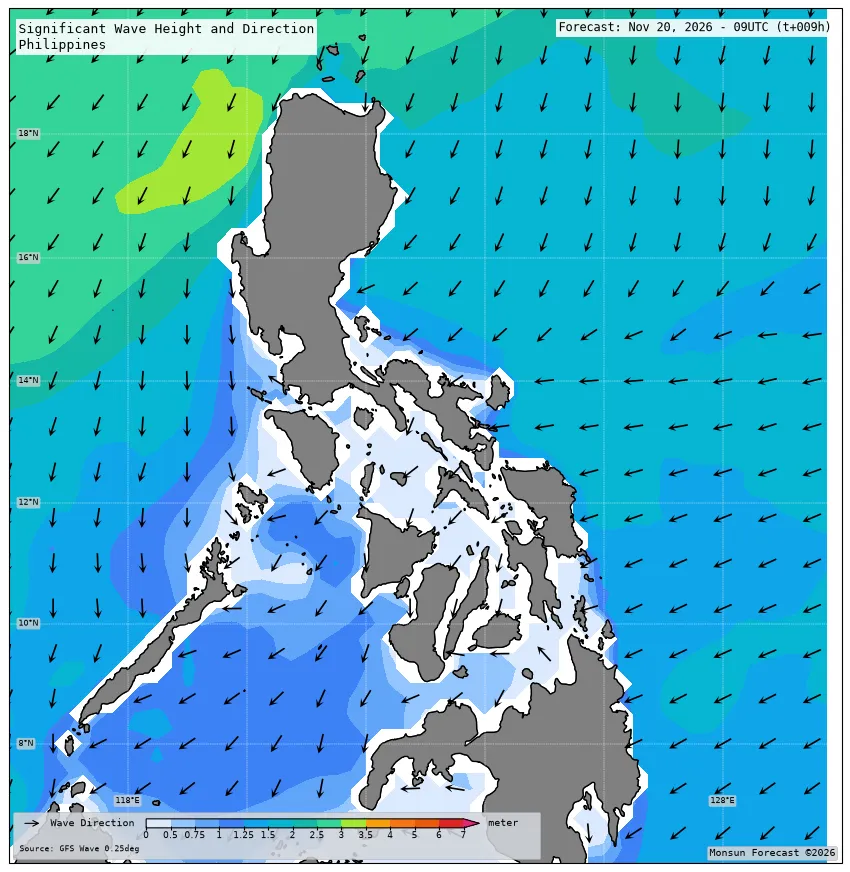 Significant Wave Height and Direction
Philippines
Forecast: Nov 20, 2026 - 09UTC (t+009h)
18°N
16°N
14°N
12°N
10°N
8°N
118°E
128°E
Wave Direction
0 0.5 0.75 1 1.25 1.5 2 2.5 3 3.5 4 5 6 7
meter
Source: GFS Wave 0.25deg
Monsun Forecast ©2026